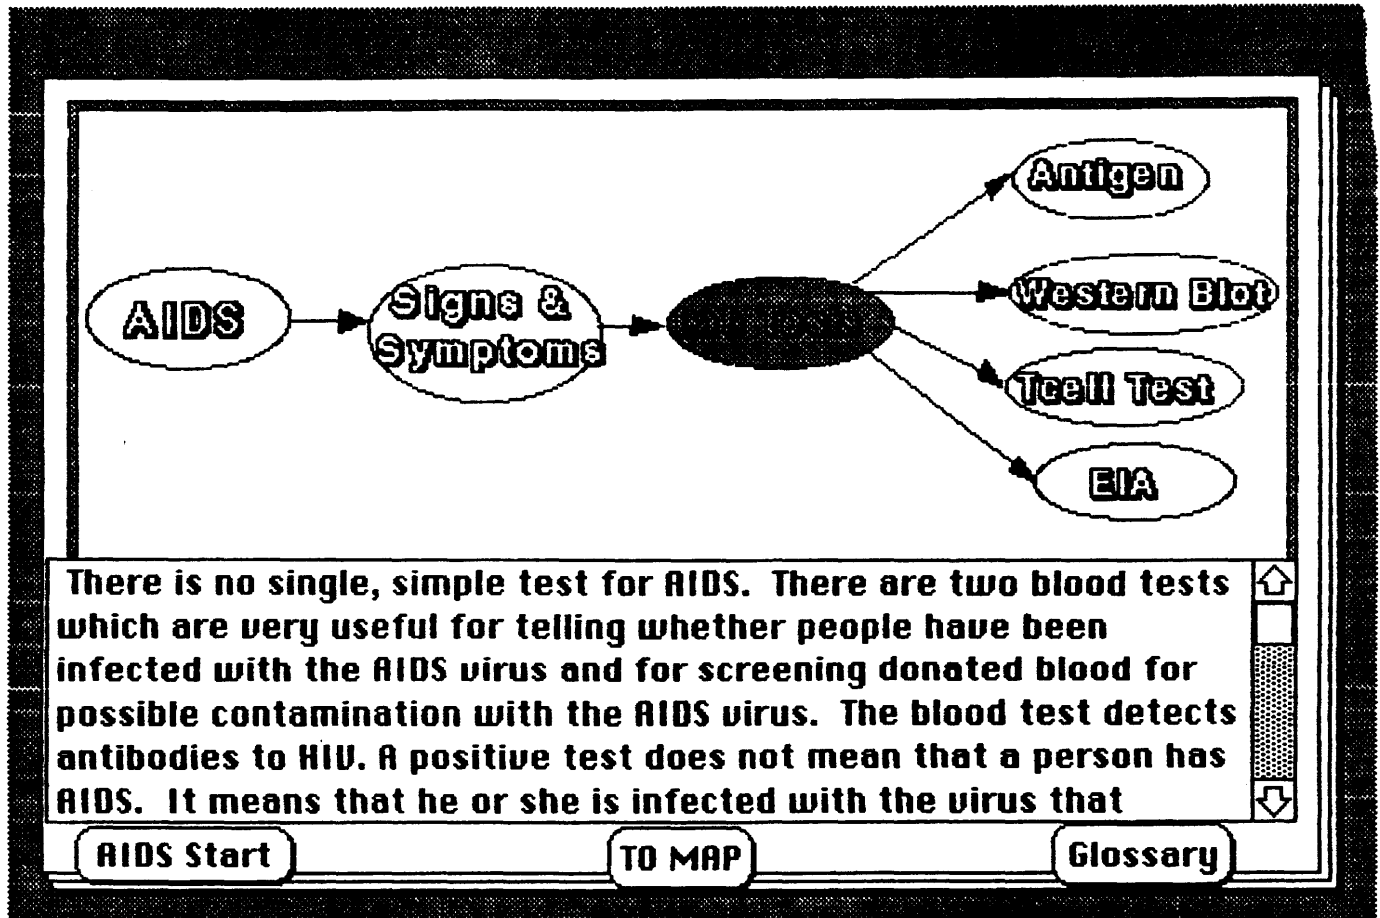 Antigen
AIDS
Signs &
Symptoms
Western Blot
Tcell Test
EIA
There is no single, simple test for AIDS. There are two blood tests
which are very useful for telling whether people have been
infected with the AIDS virus and for screening donated blood for
possible contamination with the AIDS virus. The blood test detects
antibodies to HIV. A positive test does not mean that a person has
AIDS. It means that he or she is infected with the virus that
AIDS Start
TO MAP
Glossary